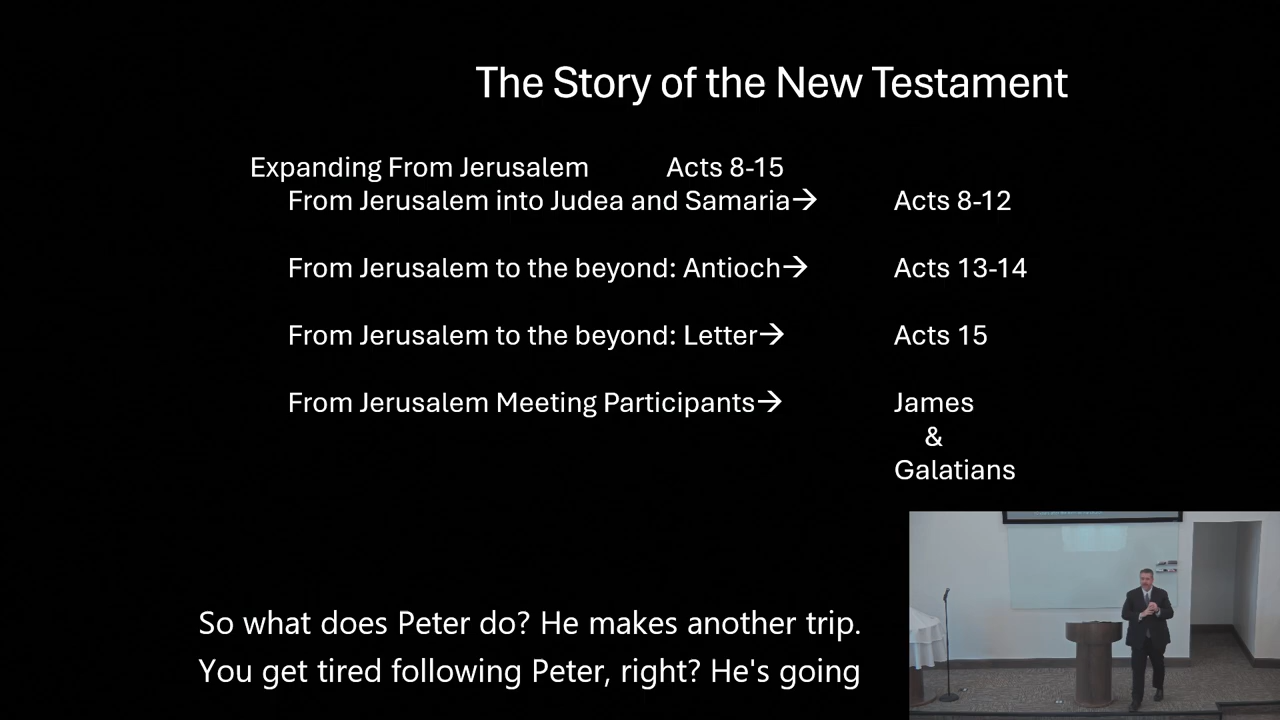 The Story of the New Testament
Expanding From Jerusalem Acts 8-15
From Jerusalem into Judea and Samaria→ Acts 8-12
From Jerusalem to the beyond: Antioch→ Acts 13-14
From Jerusalem to the beyond: Letter→ Acts 15
From Jerusalem Meeting Participants→ James
&
Galatians
So what does Peter do? He makes another trip.
You get tired following Peter, right? He's going